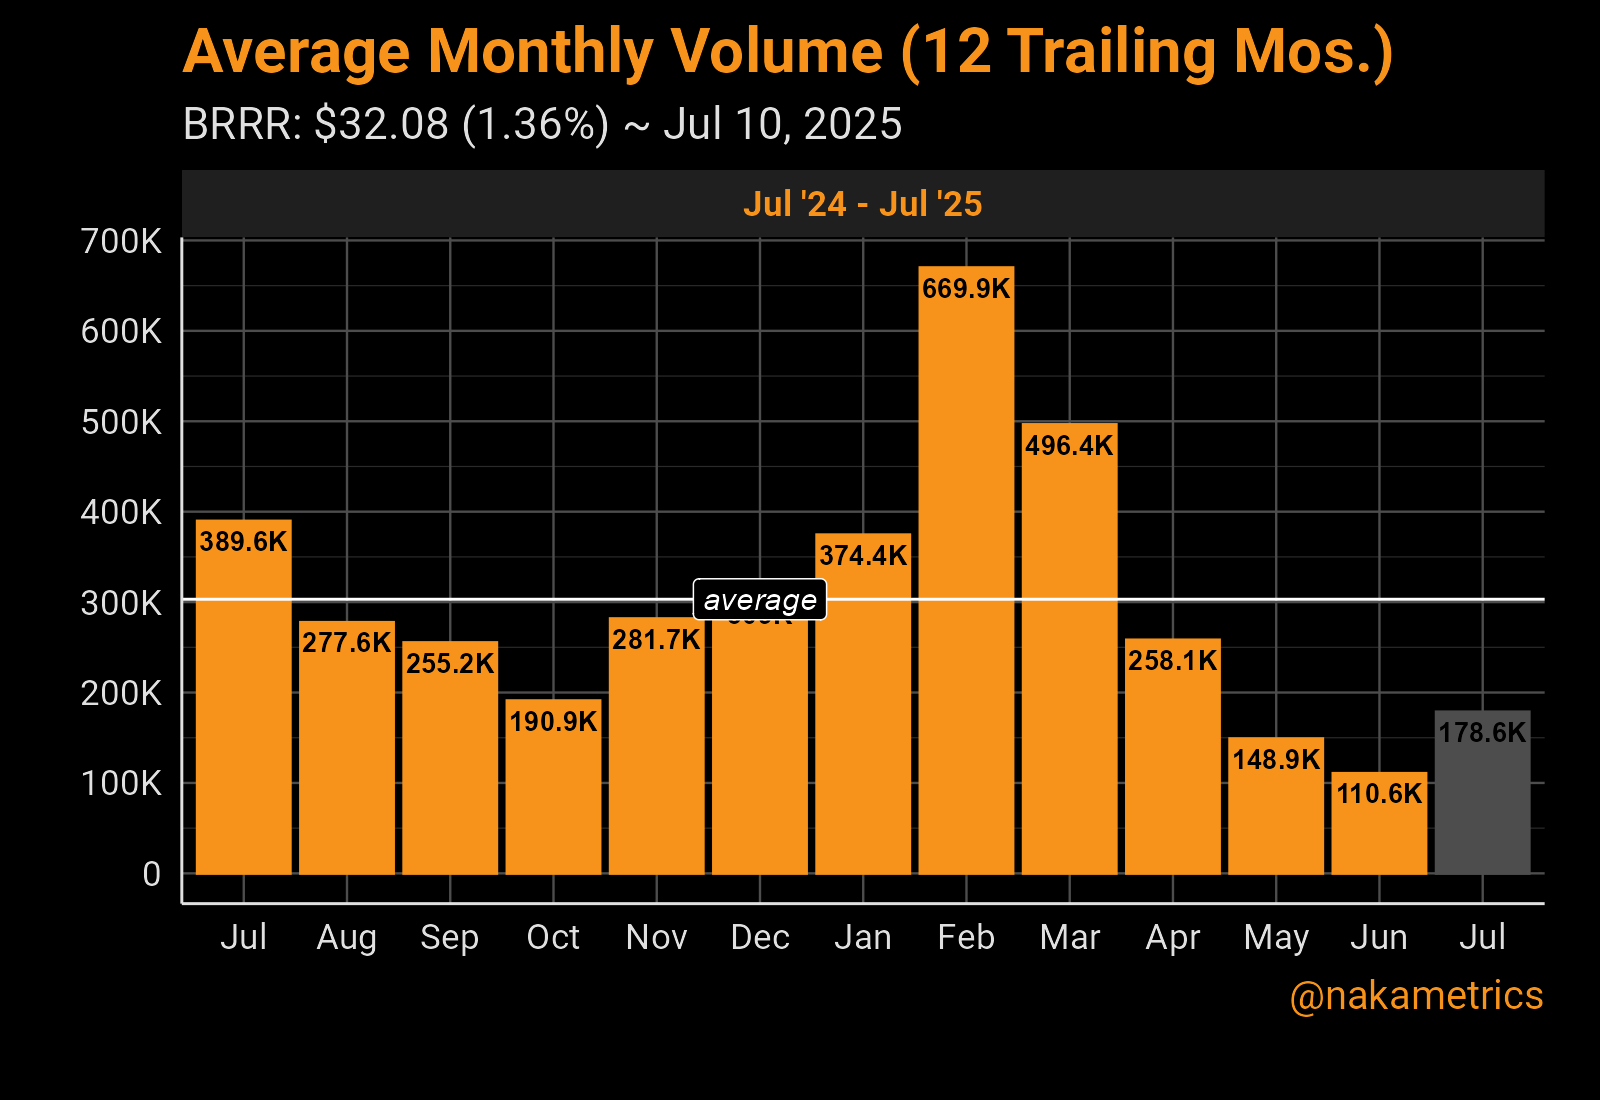 Average Monthly Volume (12 Trailing Mos.)
BRRR: $32.08 (1.36%) ~ Jul 10, 2025
Jul '24 - Jul '25
700K
600K
500K
400K
300K
200K
100K
0
389.6K
277.6K
255.2K
190.9K
281.7K
average
374.4K
669.9K
496.4K
258.1K
148.9K
110.6K
178.6K
Jul Aug Sep Oct Nov Dec Jan Feb Mar Apr May Jun Jul
@nakametrics